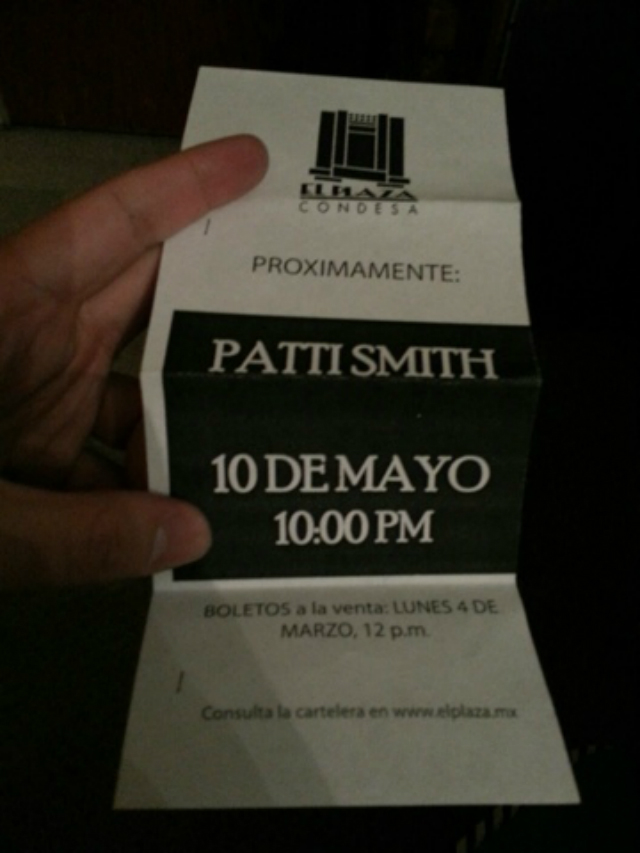 EL PLAZA
CONDESA
PROXIMAMENTE:
PATTI SMITH
10 DE MAYO
10:00 PM
BOLETOS a la venta: LUNES 4 DE
MARZO, 12 p.m.
Consulta la cartelera en www.elplaza.mx